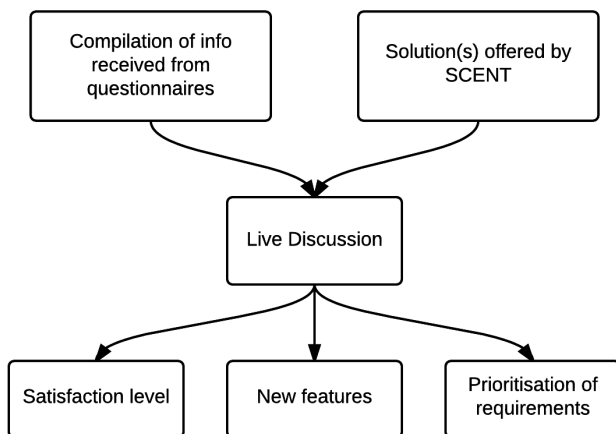 Compilation of info
received from
questionnaires
Solution(s) offered by
SCENT
Live Discussion
Satisfaction level
New features
Prioritisation of
requirements